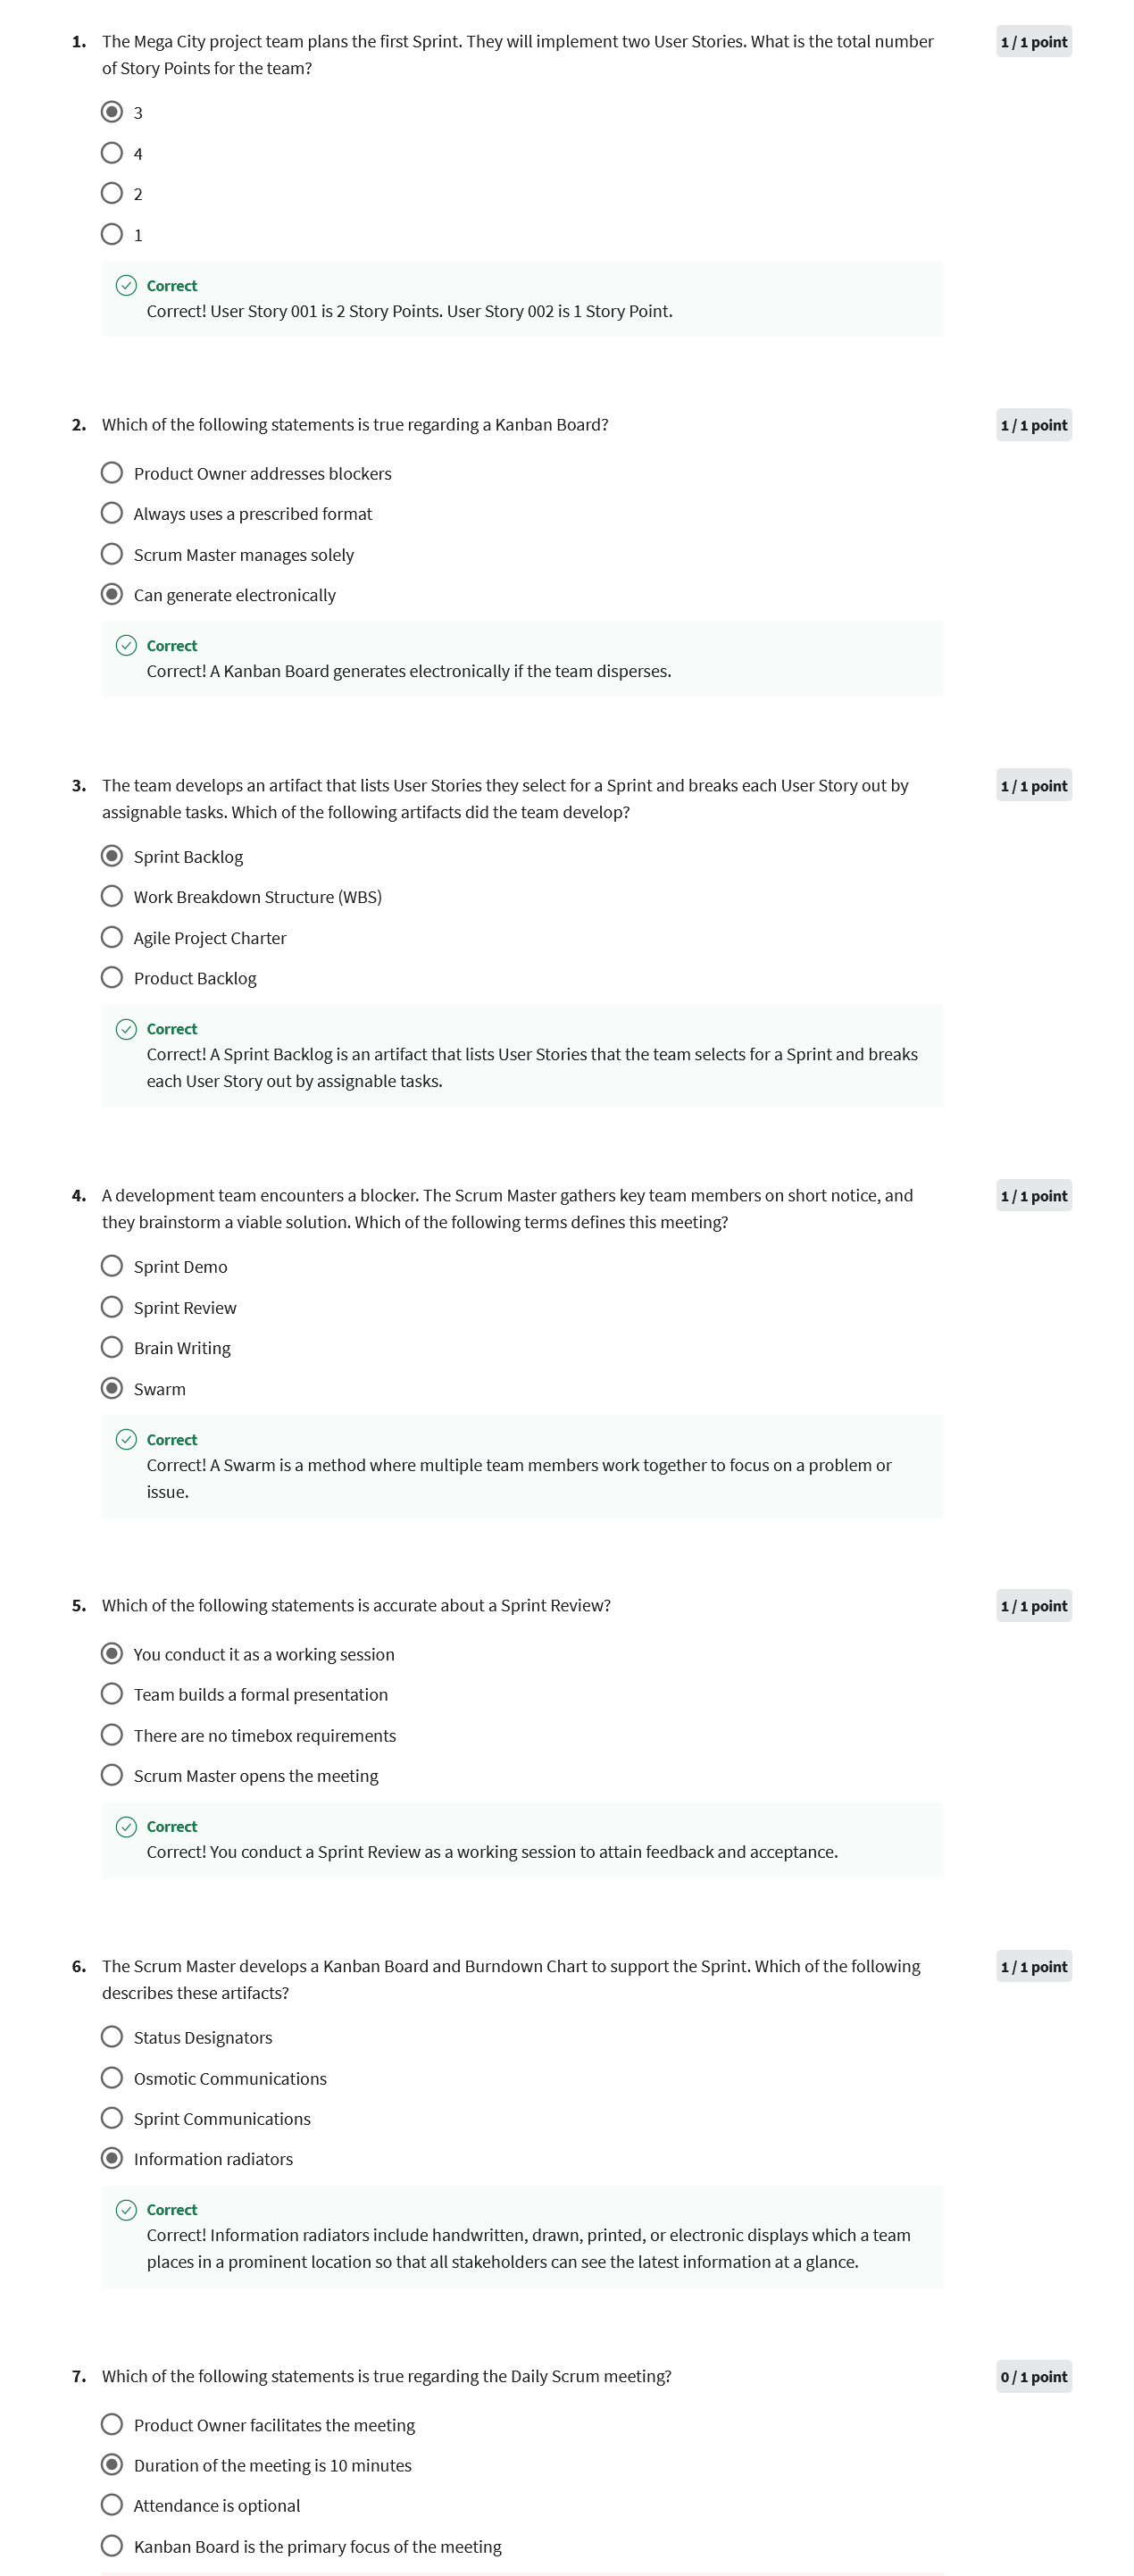 1. The Mega City project team plans the first Sprint. They will implement two User Stories. What is the total number
of Story Points for the team?
1 / 1 point
3
4
2
1
Correct
Correct! User Story 001 is 2 Story Points. User Story 002 is 1 Story Point.
2. Which of the following statements is true regarding a Kanban Board?
1 / 1 point
Product Owner addresses blockers
Always uses a prescribed format
Scrum Master manages solely
Can generate electronically
Correct
Correct! A Kanban Board generates electronically if the team disperses.
3. The team develops an artifact that lists User Stories they select for a Sprint and breaks each User Story out by
assignable tasks. Which of the following artifacts did the team develop?
1 / 1 point
Sprint Backlog
Work Breakdown Structure (WBS)
Agile Project Charter
Product Backlog
Correct
Correct! A Sprint Backlog is an artifact that lists User Stories that the team selects for a Sprint and breaks
each User Story out by assignable tasks.
4. A development team encounters a blocker. The Scrum Master gathers key team members on short notice, and
they brainstorm a viable solution. Which of the following terms defines this meeting?
1 / 1 point
Sprint Demo
Sprint Review
Brain Writing
Swarm
Correct
Correct! A Swarm is a method where multiple team members work together to focus on a problem or
issue.
5. Which of the following statements is accurate about a Sprint Review?
1 / 1 point
You conduct it as a working session
Team builds a formal presentation
There are no timebox requirements
Scrum Master opens the meeting
Correct
Correct! You conduct a Sprint Review as a working session to attain feedback and acceptance.
6. The Scrum Master develops a Kanban Board and Burndown Chart to support the Sprint. Which of the following
describes these artifacts?
1 / 1 point
Status Designators
Osmotic Communications
Sprint Communications
Information radiators
Correct
Correct! Information radiators include handwritten, drawn, printed, or electronic displays which a team
places in a prominent location so that all stakeholders can see the latest information at a glance.
7. Which of the following statements is true regarding the Daily Scrum meeting?
0 / 1 point
Product Owner facilitates the meeting
Duration of the meeting is 10 minutes
Attendance is optional
Kanban Board is the primary focus of the meeting